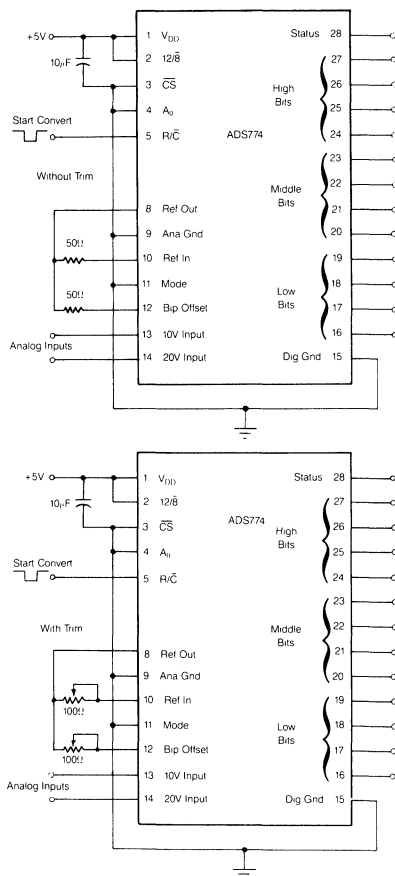 +5V 1 V_DD Status 28
10μF 2 12/8̅ 27
3 C̅S̅ High Bits 26
4 A₀ 25
Start Convert 5 R/C̅ ADS774 24
23
Without Trim Middle Bits 22
8 Ref Out 21
9 Ana Gnd 20
50Ω 10 Ref In 19
11 Mode Low Bits 18
50Ω 12 Bip Offset 17
13 10V Input 16
Analog Inputs 14 20V Input Dig Gnd 15
+5V 1 V_DD Status 28
10μF 2 12/8̅ 27
3 C̅S̅ ADS774 High Bits 26
4 A₀ 25
Start Convert 5 R/C̅ 24
23
With Trim Middle Bits 22
8 Ref Out 21
9 Ana Gnd 20
100Ω 10 Ref In 19
11 Mode Low Bits 18
100Ω 12 Bip Offset 17
13 10V Input 16
Analog Inputs 14 20V Input Dig Gnd 15